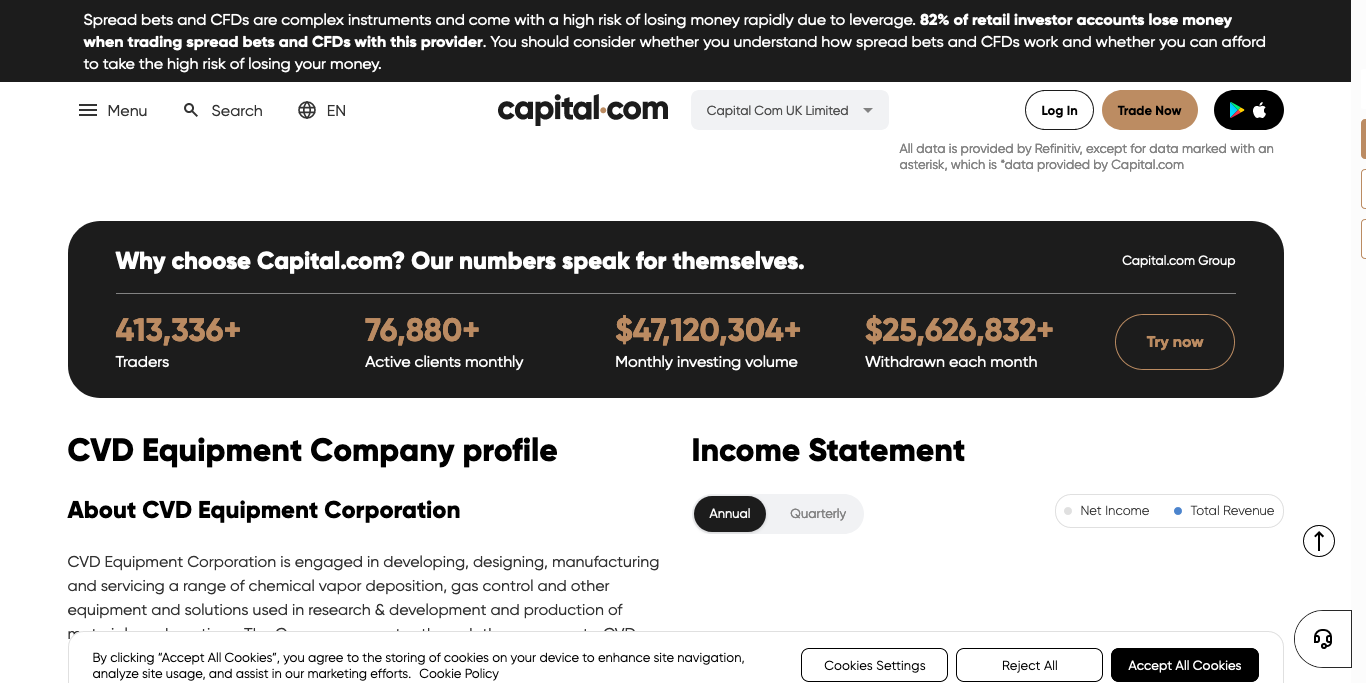 Spread bets and CFDs are complex instruments and come with a high risk of losing money rapidly due to leverage. 82% of retail investor accounts lose money
when trading spread bets and CFDs with this provider. You should consider whether you understand how spread bets and CFDs work and whether you can afford
to take the high risk of losing your money.
Menu Search EN capital.com Capital Com UK Limited Log In Trade Now
All data is provided by Refinitiv, except for data marked with an
asterisk, which is *data provided by Capital.com
Why choose Capital.com? Our numbers speak for themselves. Capital.com Group
413,336+ 76,880+ $47,120,304+ $25,626,832+
Traders Active clients monthly Monthly investing volume Withdrawn each month
Try now
CVD Equipment Company profile
About CVD Equipment Corporation
CVD Equipment Corporation is engaged in developing, designing, manufacturing
and servicing a range of chemical vapor deposition, gas control and other
equipment and solutions used in research & development and production of
Income Statement
Annual Quarterly Net Income Total Revenue
By clicking “Accept All Cookies”, you agree to the storing of cookies on your device to enhance site navigation,
analyze site usage, and assist in our marketing efforts. Cookie Policy
Cookies Settings Reject All Accept All Cookies